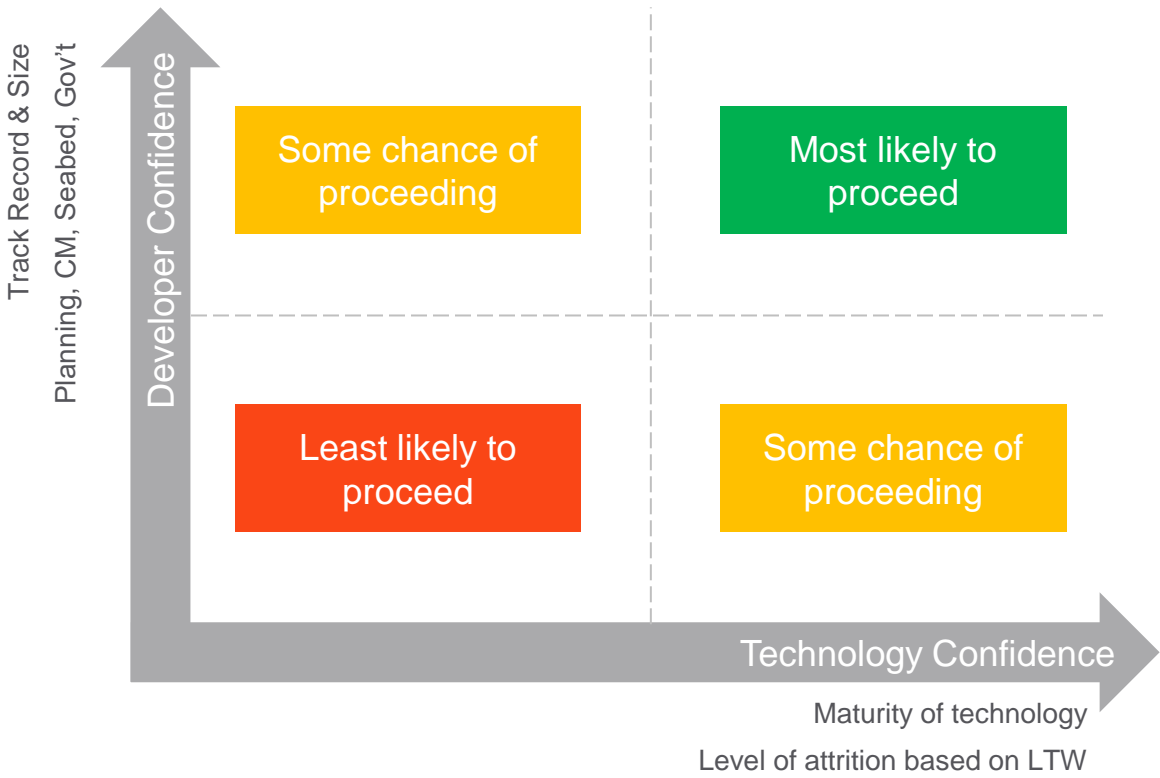 Track Record & Size
Planning, CM, Seabed, Gov’t
Developer Confidence
Some chance of
proceeding
Most likely to
proceed
Least likely to
proceed
Some chance of
proceeding
Technology Confidence
Maturity of technology
Level of attrition based on LTW